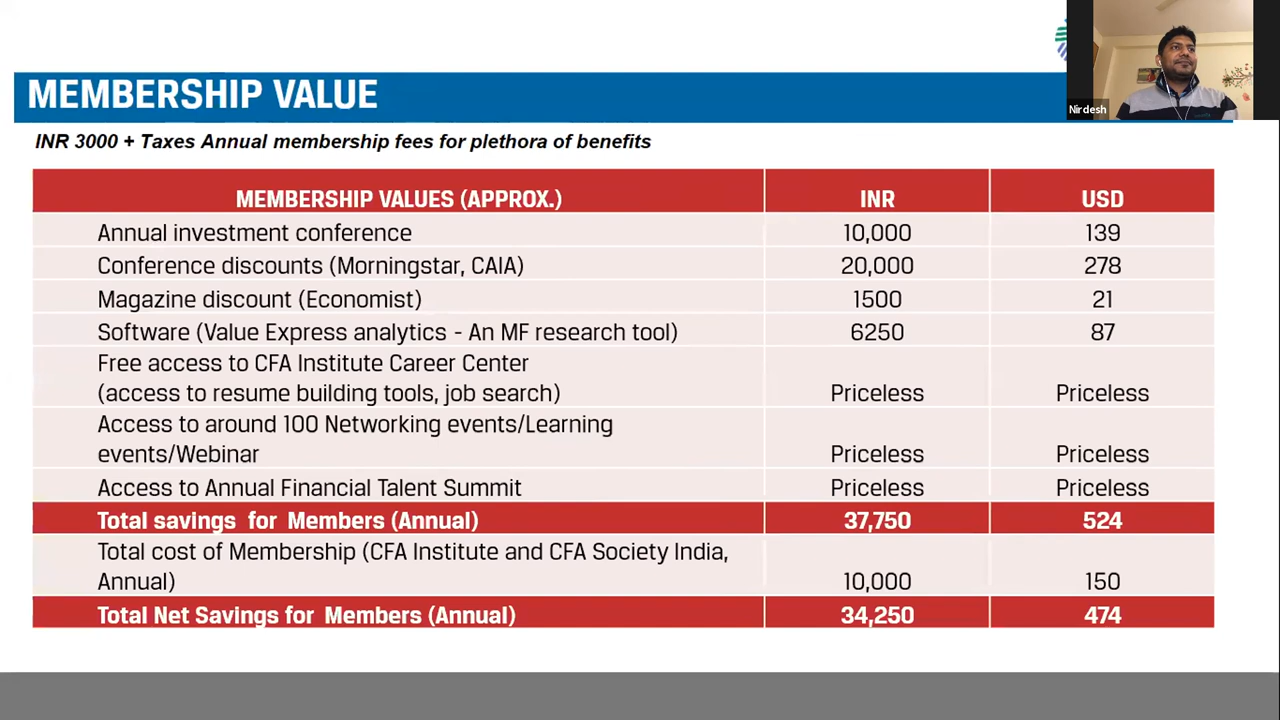 MEMBERSHIP VALUE
Nirdesh
INR 3000 + Taxes Annual membership fees for plethora of benefits
MEMBERSHIP VALUES (APPROX.) INR USD
Annual investment conference 10,000 139
Conference discounts (Morningstar, CAIA) 20,000 278
Magazine discount (Economist) 1500 21
Software (Value Express analytics - An MF research tool) 6250 87
Free access to CFA Institute Career Center
(access to resume building tools, job search) Priceless Priceless
Access to around 100 Networking events/Learning
events/Webinar Priceless Priceless
Access to Annual Financial Talent Summit Priceless Priceless
Total savings for Members (Annual) 37,750 524
Total cost of Membership (CFA Institute and CFA Society India,
Annual) 10,000 150
Total Net Savings for Members (Annual) 34,250 474